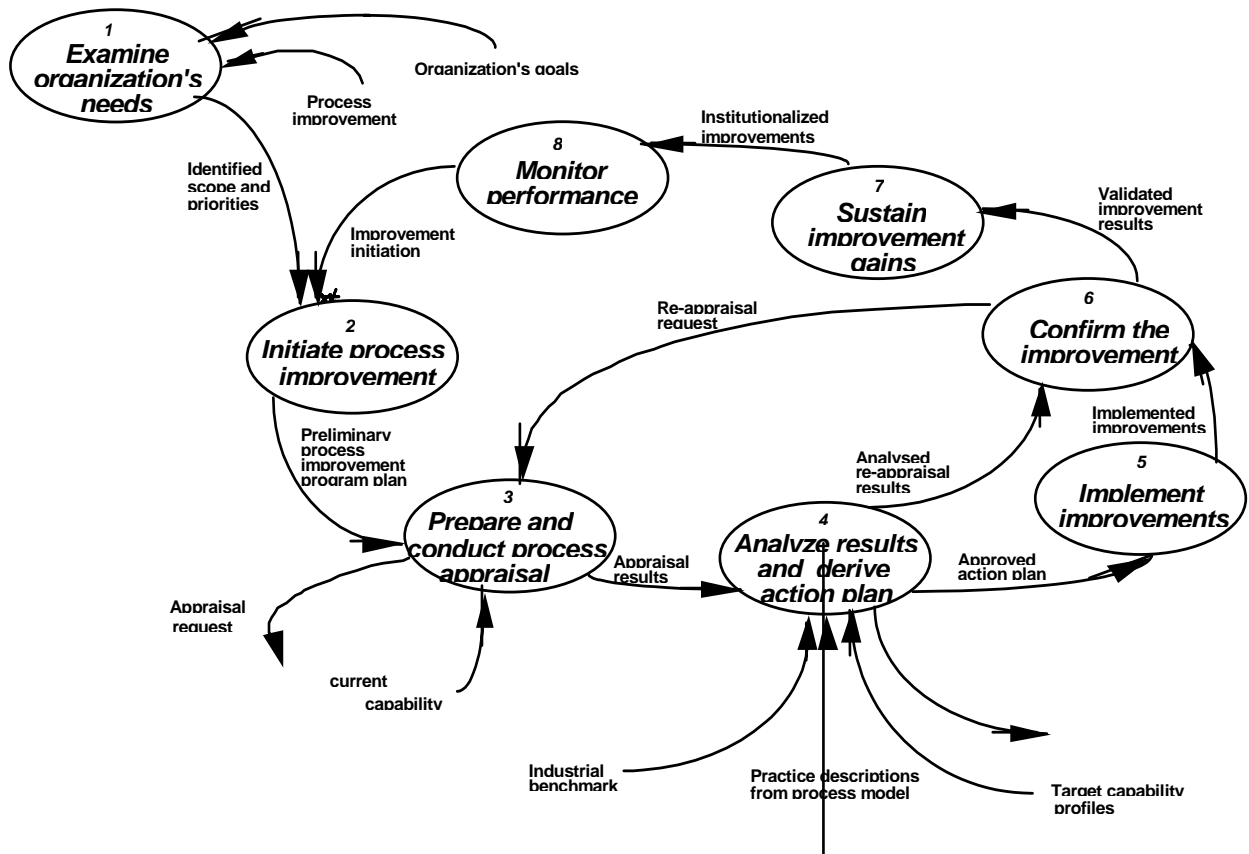 1
Examine
organization's
needs
Organization's goals
Process
improvement
Identified
scope and
priorities
8
Monitor
performance
Institutionalized
improvements
7
Sustain
improvement
gains
Validated
improvement
results
Improvement
initiation
2
Initiate process
improvement
Re-appraisal
request
6
Confirm the
improvement
Implemented
improvements
Preliminary
process
improvement
program plan
Analysed
re-appraisal
results
5
Implement
improvements
3
Prepare and
conduct process
appraisal
Appraisal
results
4
Analyze results
and derive
action plan
Approved
action plan
Appraisal
request
current
capability
Industrial
benchmark
Practice descriptions
from process model
Target capability
profiles